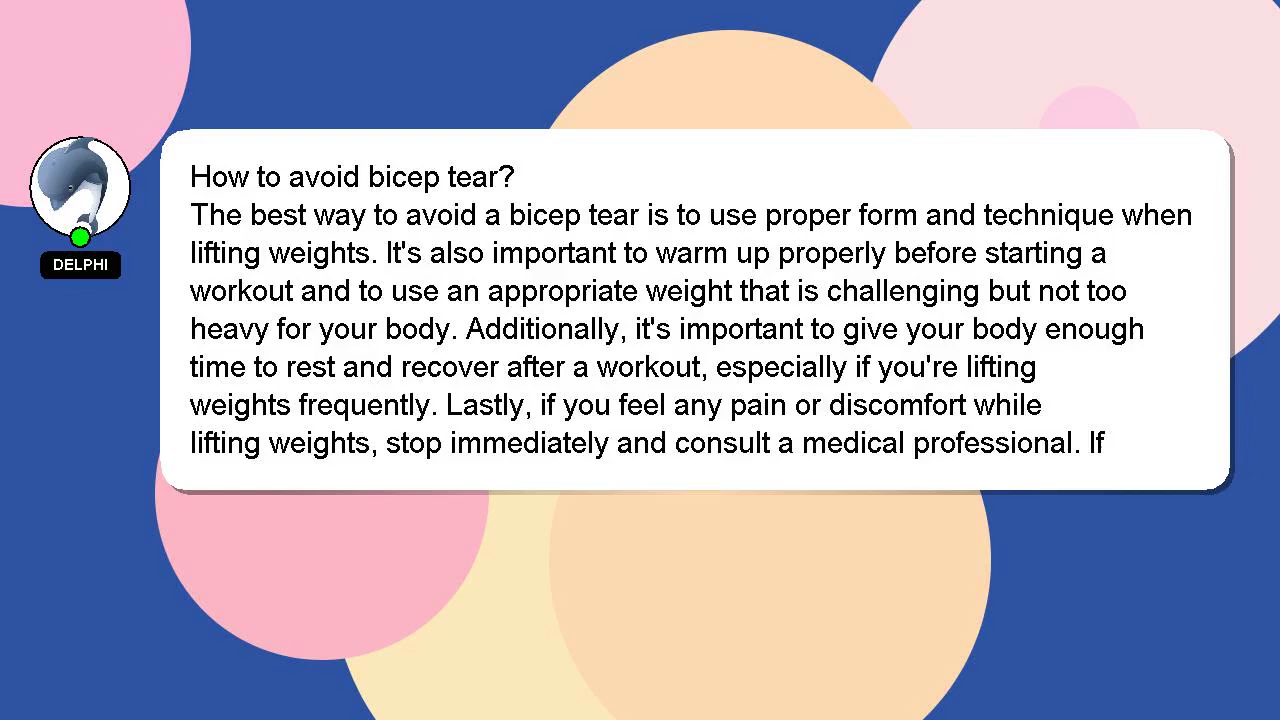 How to avoid bicep tear?
The best way to avoid a bicep tear is to use proper form and technique when
lifting weights. It's also important to warm up properly before starting a
workout and to use an appropriate weight that is challenging but not too
heavy for your body. Additionally, it's important to give your body enough
time to rest and recover after a workout, especially if you're lifting
weights frequently. Lastly, if you feel any pain or discomfort while
lifting weights, stop immediately and consult a medical professional. If
DELPHI